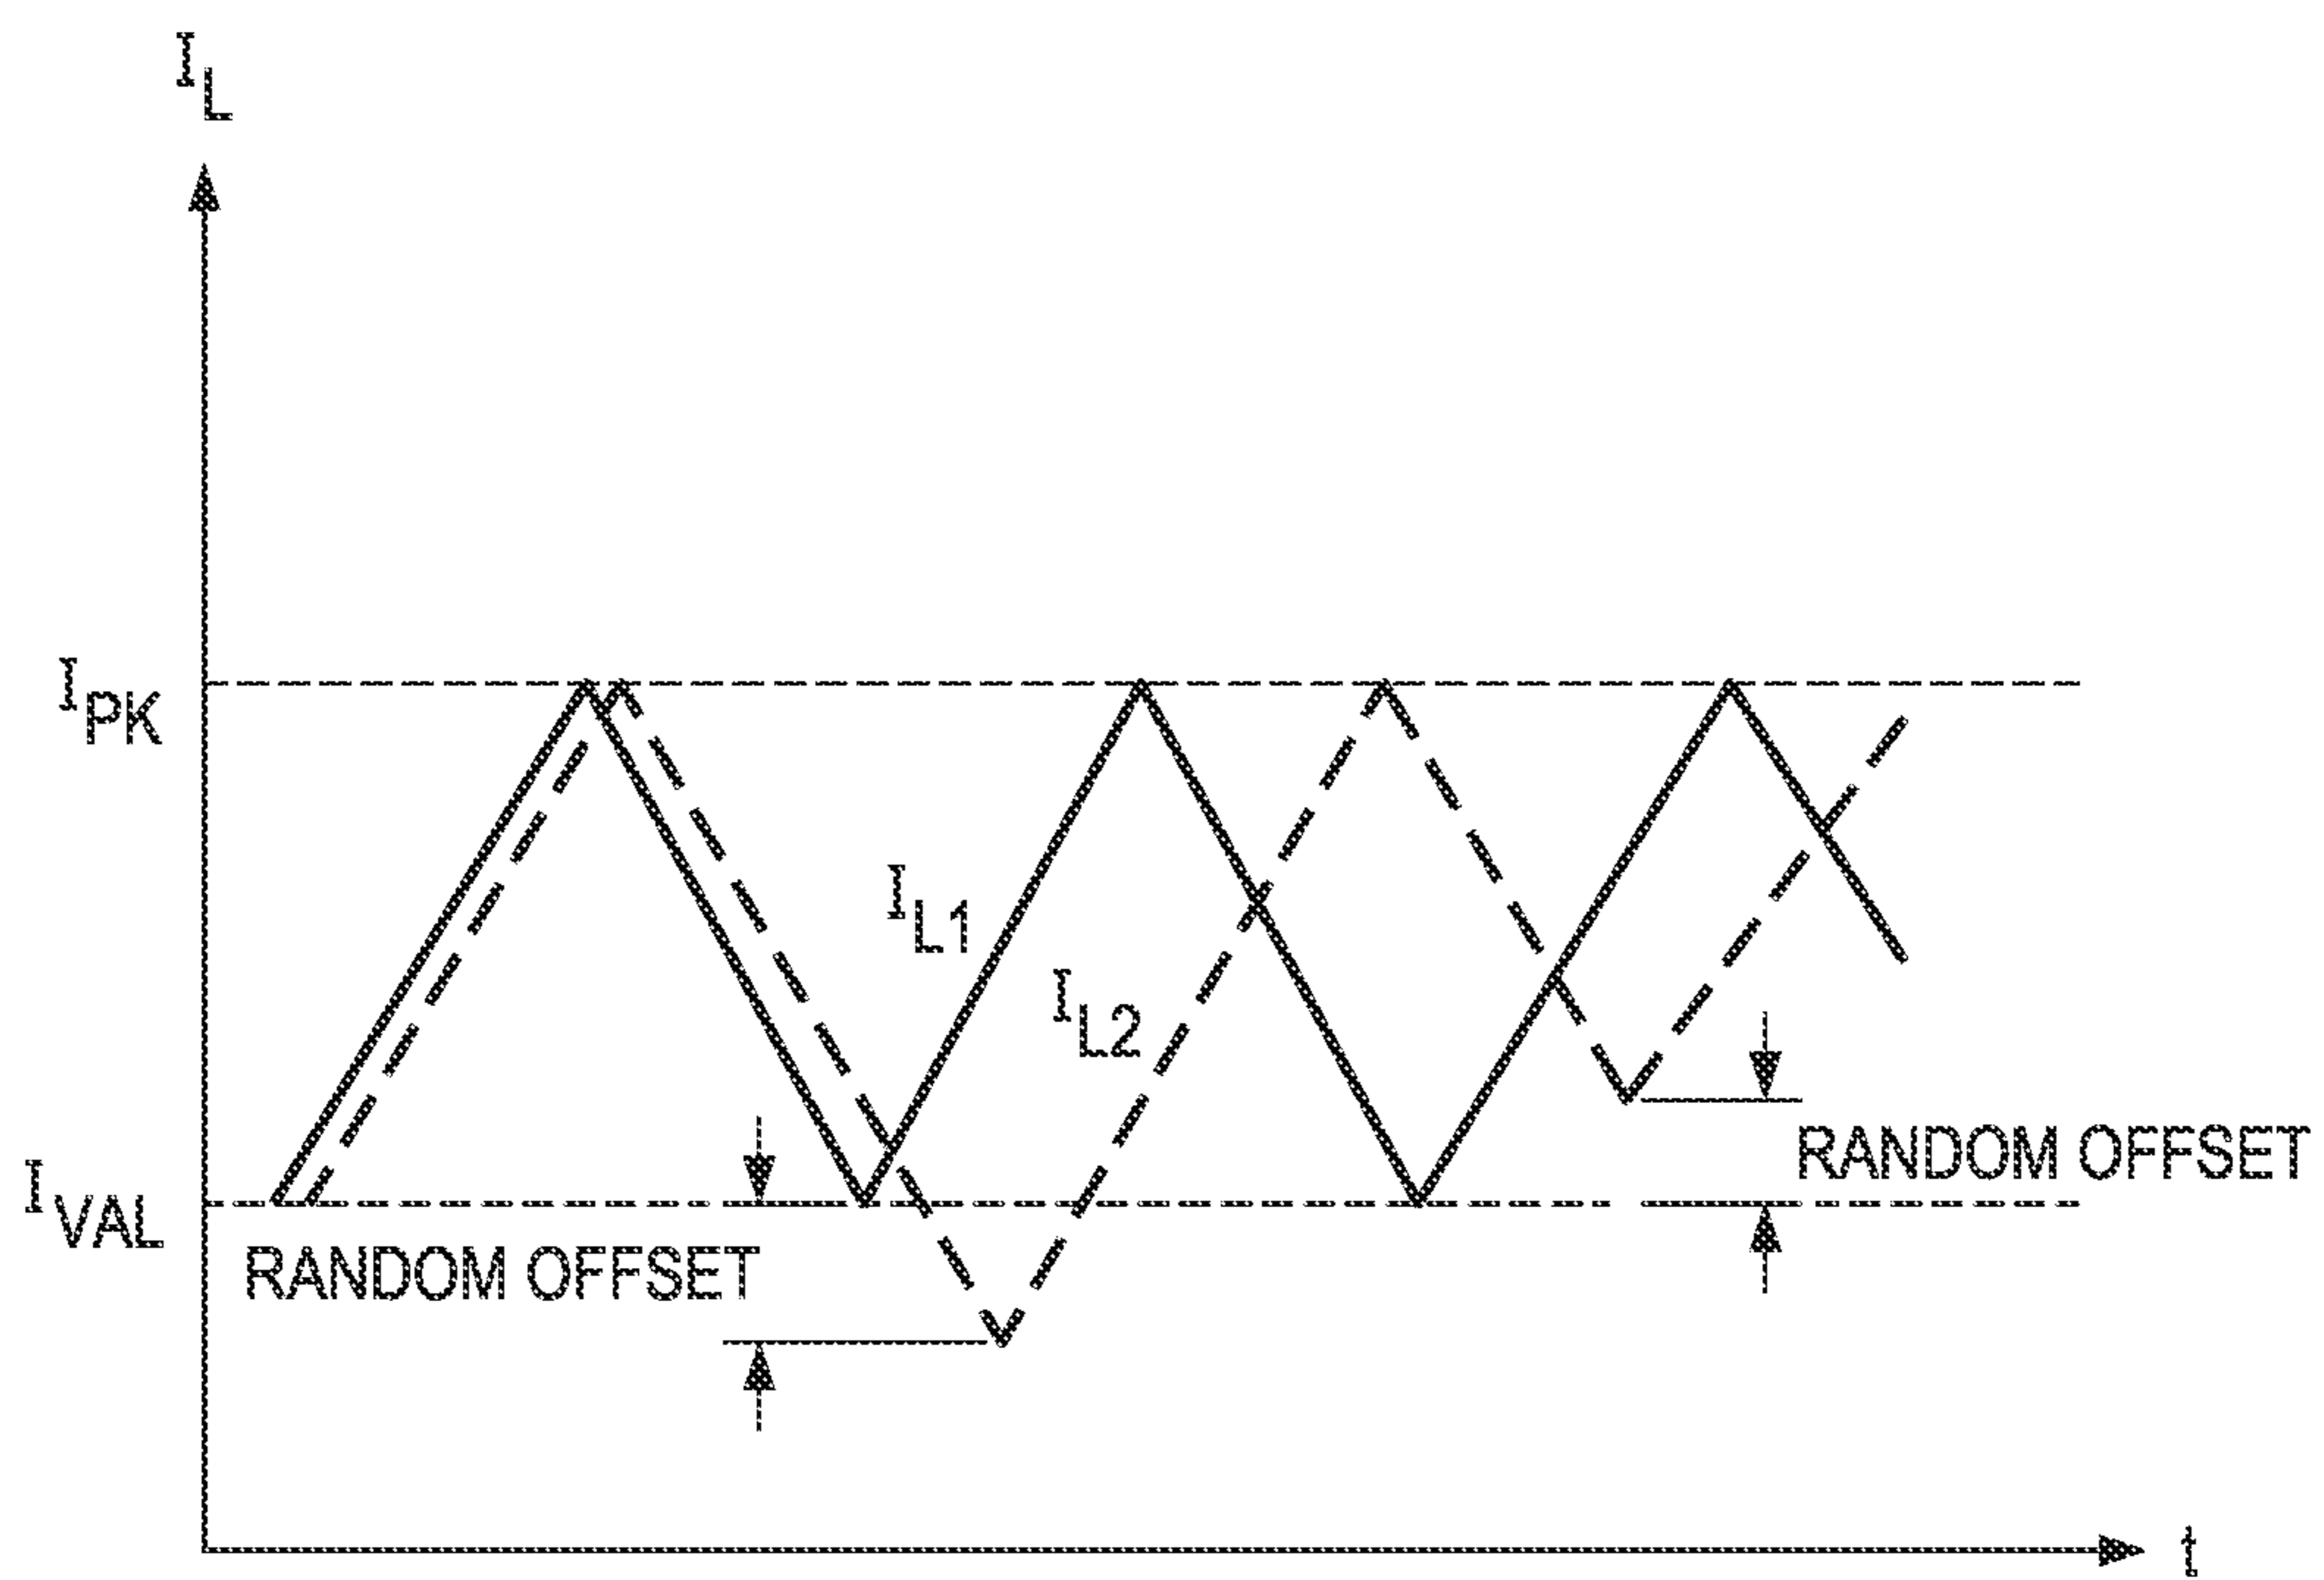 I_L
I_PK
I_L1
I_L2
RANDOM OFFSET
I_VAL
RANDOM OFFSET
t